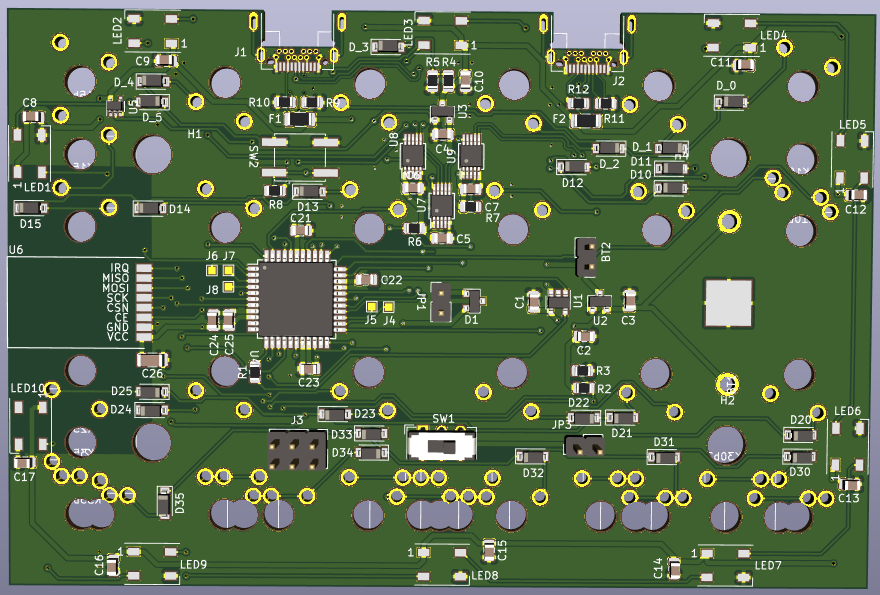 LED2
1
J1
D_3
LED3
1
J2
LED4
1
C9
D_4
D_5
U5
C8
R5
R4
C10
C11
D_0
R10
R9
F1
U3
R12
R11
F2
H1
C4
U8
U9
LED5
1
SW2
D_2
D_1
D11
D10
D12
LED1
1
R8
D13
U7
C7
R7
C12
D15
D14
C21
R6
C5
U6
IRQ
MISO
MOSI
SCK
CSN
CE
GND
VCC
J6
J7
J8
C22
BT2
J5
J4
JP1
D1
C1
U1
U2
C3
C24
C25
C2
C26
R1
C23
R3
R2
H2
LED10
1
D25
D24
D23
D22
D21
J3
D33
D34
SW1
JP3
D20
D30
D31
D32
LED6
1
C17
D35
C13
C16
1
LED9
1
LED8
C15
C14
1
LED7